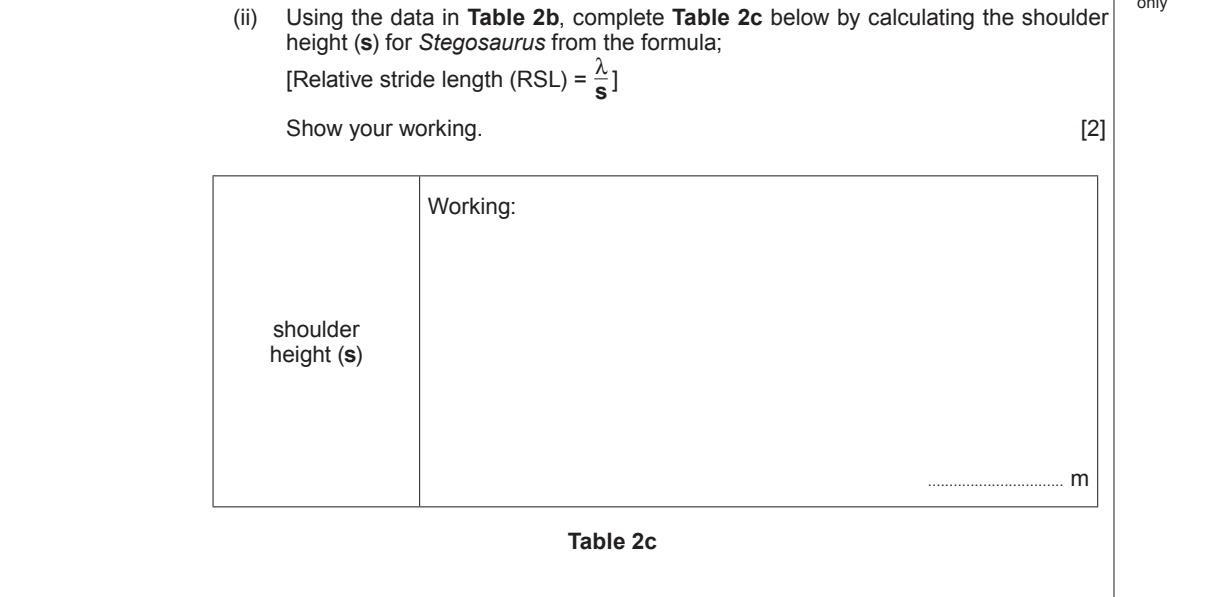 only
(ii) Using the data in Table 2b, complete Table 2c below by calculating the shoulder
height (s) for Stegosaurus from the formula;
[Relative stride length (RSL) = λ/s]
Show your working. [2]
Working:
shoulder
height (s)
.............................. m
Table 2c